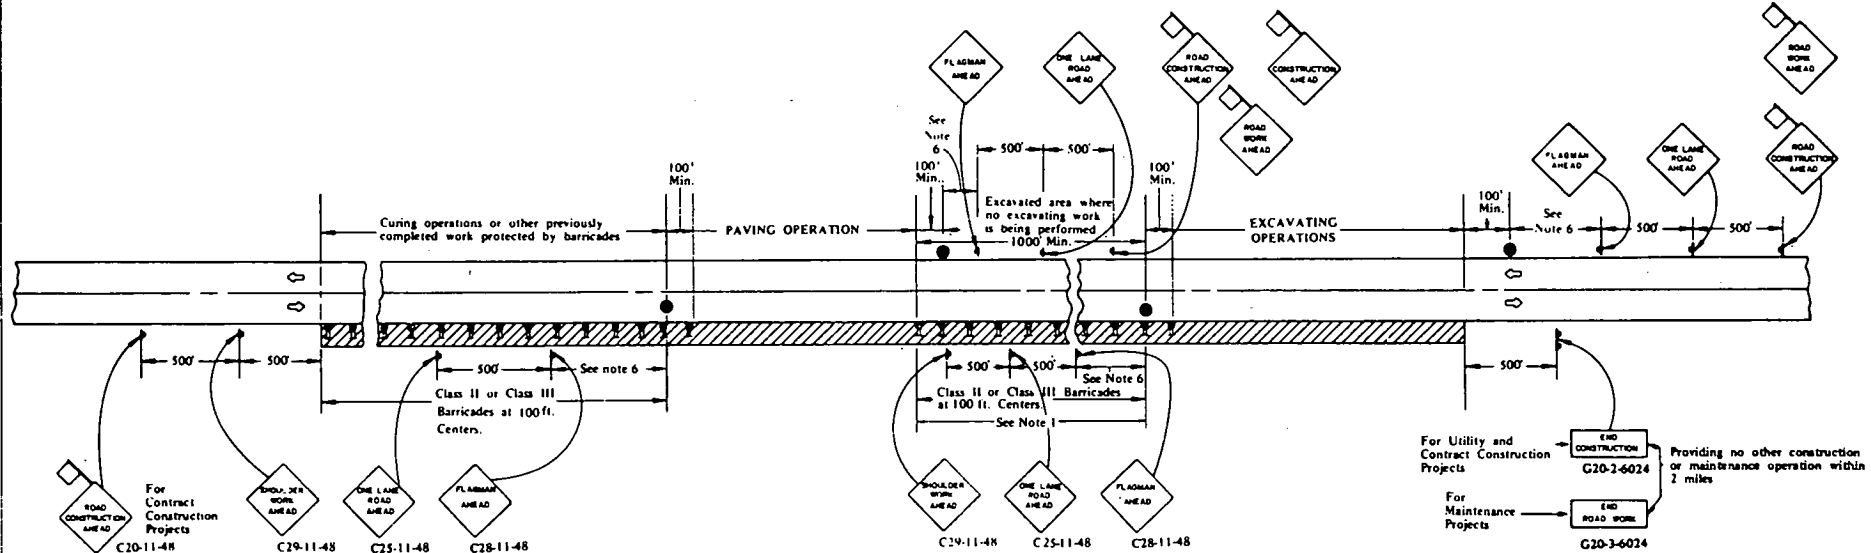 FLAGMAN
AHEAD
ONE LANE
ROAD
AHEAD
ROAD
CONSTRUCTION
AHEAD
CONSTRUCTION
AHEAD
ROAD
WORK
AHEAD
ROAD
WORK
AHEAD
ROAD
CONSTRUCTION
AHEAD
FLAGMAN
AHEAD
ONE LANE
ROAD
AHEAD
See
Note
6
500'
500'
100'
Min.
100'
Min.
100'
Min.
100'
Min.
See
Note 6
500'
500'
Curing operations or other previously
completed work protected by barricades
PAVING OPERATION
Excavated area where
no excavating work
is being performed
1000' Min.
EXCAVATING
OPERATIONS
500'
500'
500'
See note 6
Class II or Class III
Barricades at 100 ft.
Centers.
500'
500'
See Note 6
Class II or Class III Barricades
at 100 ft. Centers.
See Note 1
500'
ROAD
CONSTRUCTION
AHEAD
C20-11-48
For
Contract
Construction
Projects
SHOULDER
WORK
AHEAD
C29-11-48
ONE LANE
ROAD
AHEAD
C25-11-48
FLAGMAN
AHEAD
C28-11-48
SHOULDER
WORK
AHEAD
C29-11-48
ONE LANE
ROAD
AHEAD
C25-11-48
FLAGMAN
AHEAD
C28-11-48
For Utility and
Contract Construction
Projects
END
CONSTRUCTION
G20-2-6024
Providing no other construction
or maintenance operation within
2 miles
For
Maintenance
Projects
END
ROAD WORK
G20-3-6024